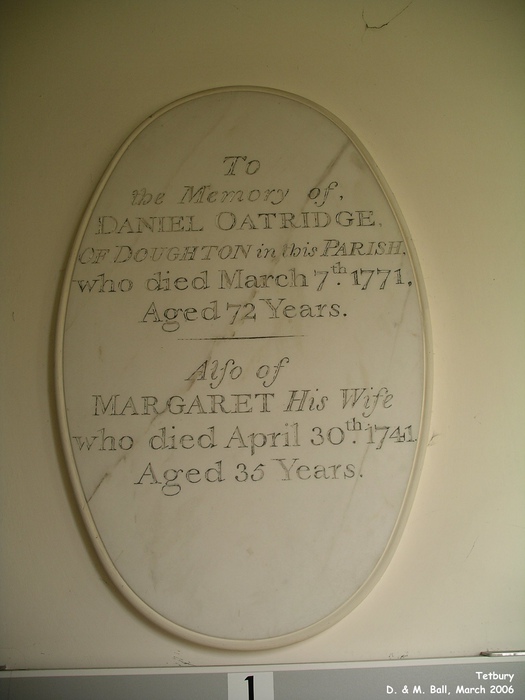 To
the Memory of,
DANIEL OATRIDGE,
OF DOUGHTON in this PARISH,
who died March 7th. 1771,
Aged 72 Years.
Alſo of
MARGARET His Wife
who died April 30th. 1741
Aged 35 Years.
1
Tetbury
D. & M. Ball, March 2006